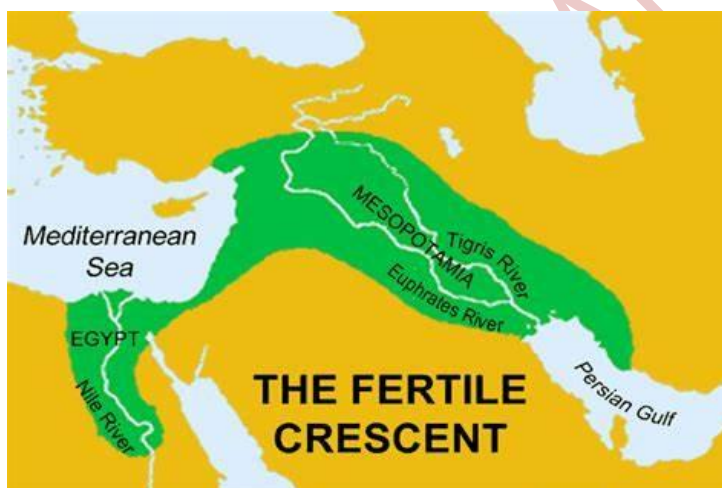 Mediterranean
Sea
MESOPOTAMIA
Tigris River
Euphrates River
EGYPT
Nile River
THE FERTILE
CRESCENT
Persian Gulf